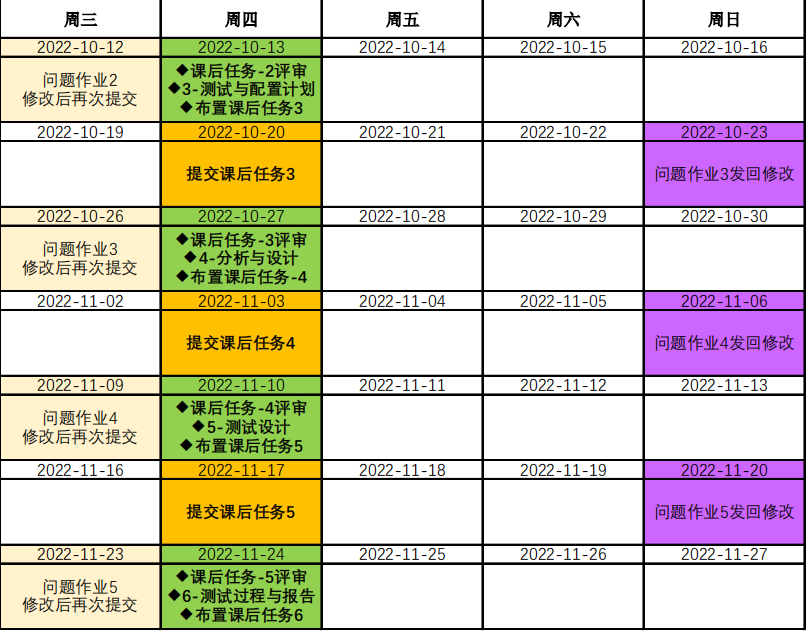 周三 周四 周五 周六 周日
2022-10-12 2022-10-13 2022-10-14 2022-10-15 2022-10-16
问题作业2
修改后再次提交
◆课后任务-2评审
◆3-测试与配置计划
◆布置课后任务3
2022-10-19 2022-10-20 2022-10-21 2022-10-22 2022-10-23
提交课后任务3
问题作业3发回修改
2022-10-26 2022-10-27 2022-10-28 2022-10-29 2022-10-30
问题作业3
修改后再次提交
◆课后任务-3评审
◆4-分析与设计
◆布置课后任务-4
2022-11-02 2022-11-03 2022-11-04 2022-11-05 2022-11-06
提交课后任务4
问题作业4发回修改
2022-11-09 2022-11-10 2022-11-11 2022-11-12 2022-11-13
问题作业4
修改后再次提交
◆课后任务-4评审
◆5-测试设计
◆布置课后任务5
2022-11-16 2022-11-17 2022-11-18 2022-11-19 2022-11-20
提交课后任务5
问题作业5发回修改
2022-11-23 2022-11-24 2022-11-25 2022-11-26 2022-11-27
问题作业5
修改后再次提交
◆课后任务-5评审
◆6-测试过程与报告
◆布置课后任务6